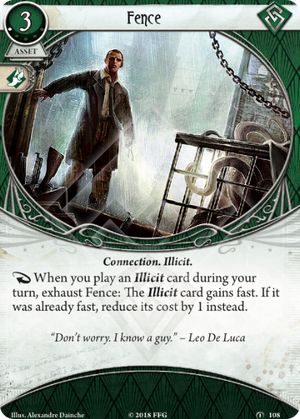 Fence
3
ASSET
Connection. Illicit.
When you play an Illicit card during your
turn, exhaust Fence: The Illicit card gains fast. If it
was already fast, reduce its cost by 1 instead.
“Don't worry. I know a guy.” – Leo De Luca
Illus. Alexandre Dainche
© 2018 FFG
108